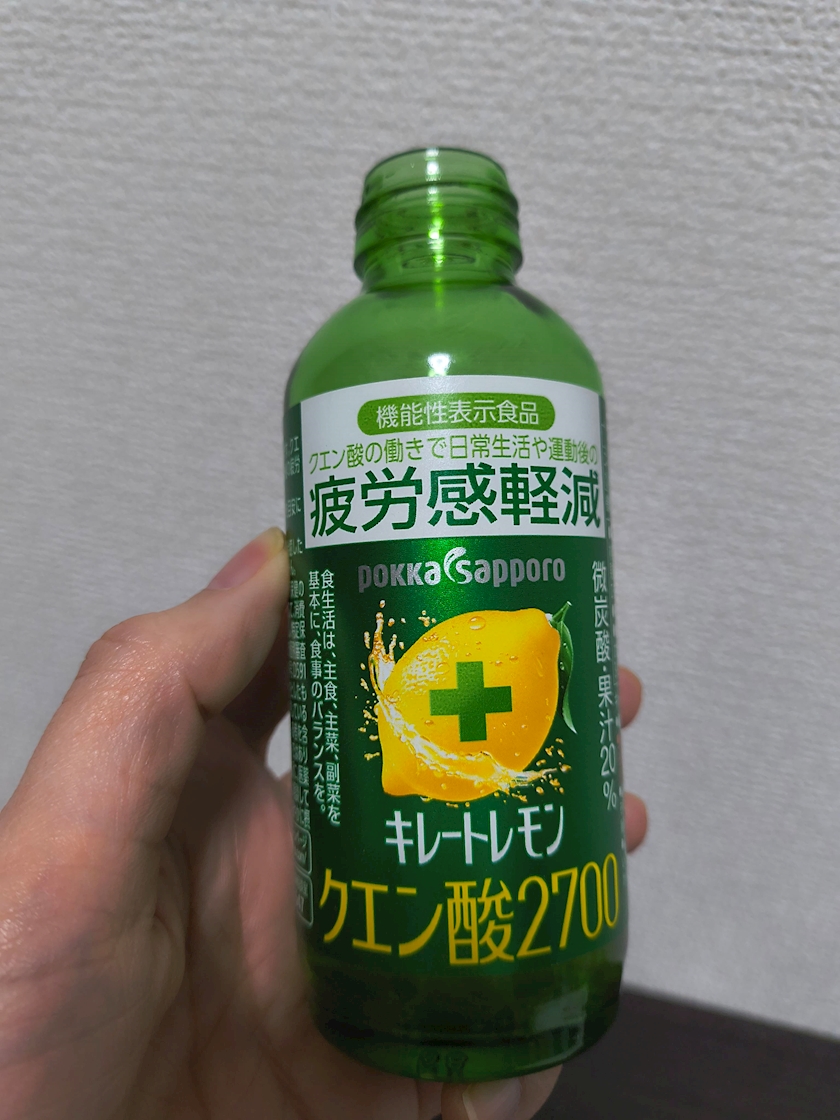 機能性表示食品
クエン酸の働きで日常生活や運動後の
疲労感軽減
pokka sapporo
食生活は、主食、主菜、副菜を
基本に、食事のバランスを。
微炭酸・果汁20%
キレートレモン
クエン酸2700